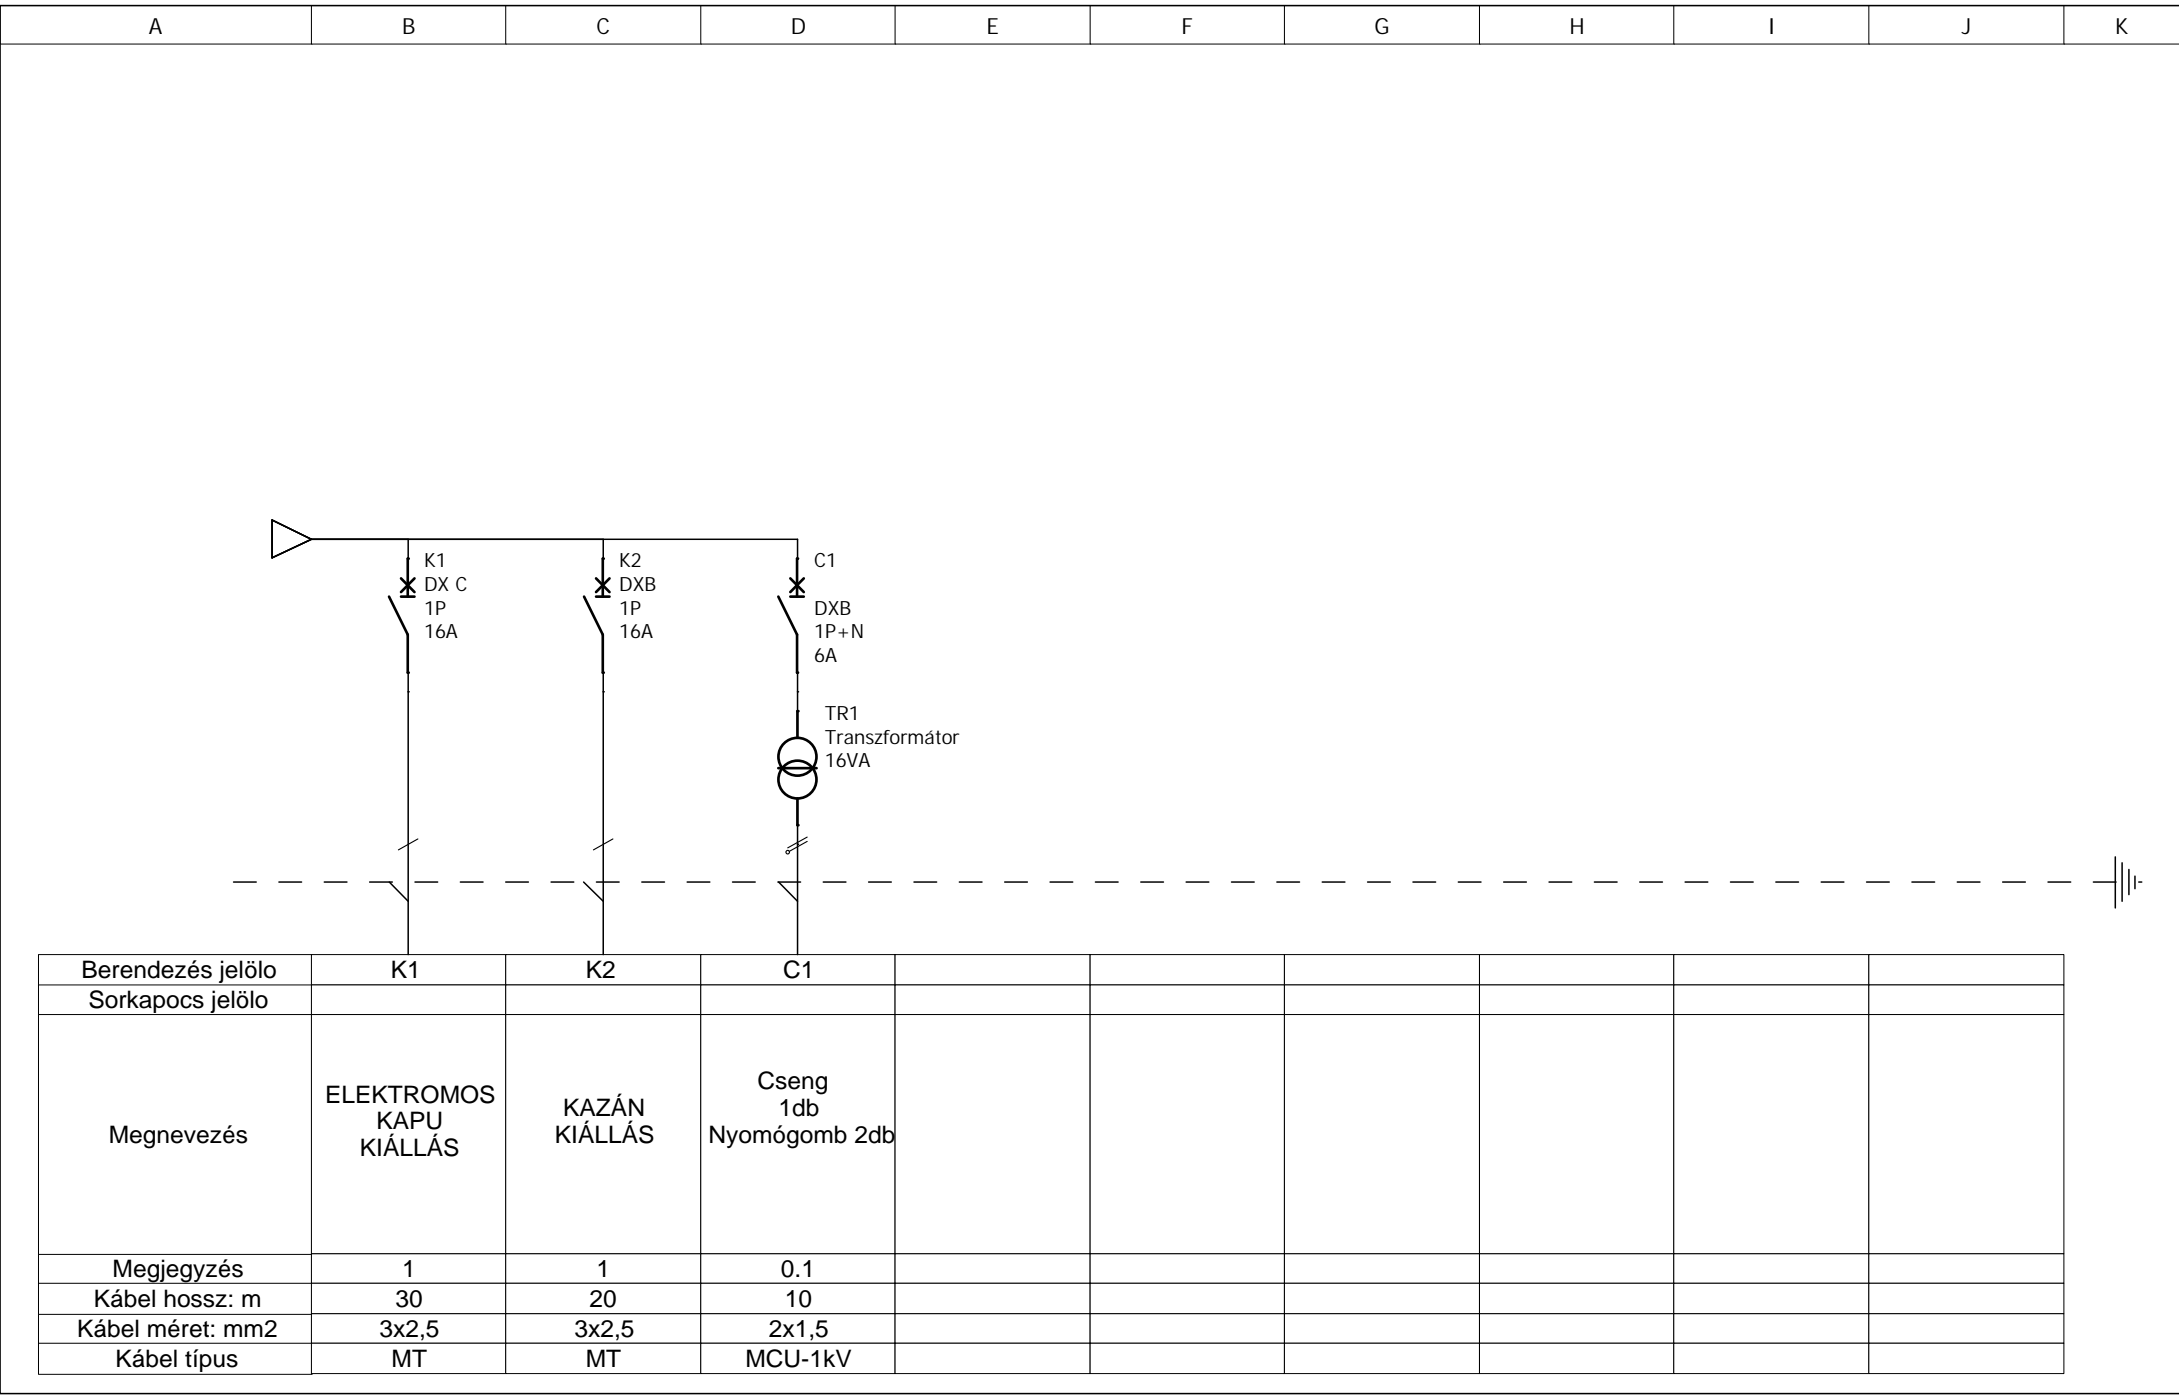 A B C D E F G H I J K
K1
DX C
1P
16A
K2
DXB
1P
16A
C1
DXB
1P+N
6A
TR1
Transzformátor
16VA
Berendezés jelölo K1 K2 C1
Sorkapocs jelölo
Megnevezés
ELEKTROMOS
KAPU
KIÁLLÁS
KAZÁN
KIÁLLÁS
Cseng
1db
Nyomógomb 2db
Megjegyzés 1 1 0.1
Kábel hossz: m 30 20 10
Kábel méret: mm2 3x2,5 3x2,5 2x1,5
Kábel típus MT MT MCU-1kV